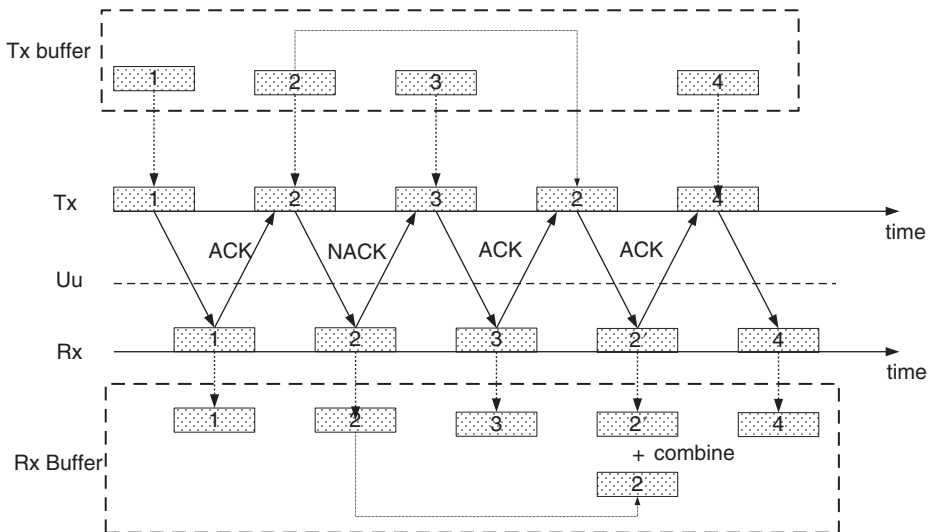 Tx buffer
1 2 3 4
Tx
1 2 3 2 4
time
ACK NACK ACK ACK
Uu
Rx
1 2 3 2′ 4
time
1 2 3 2′ 4
+ combine
Rx Buffer
2